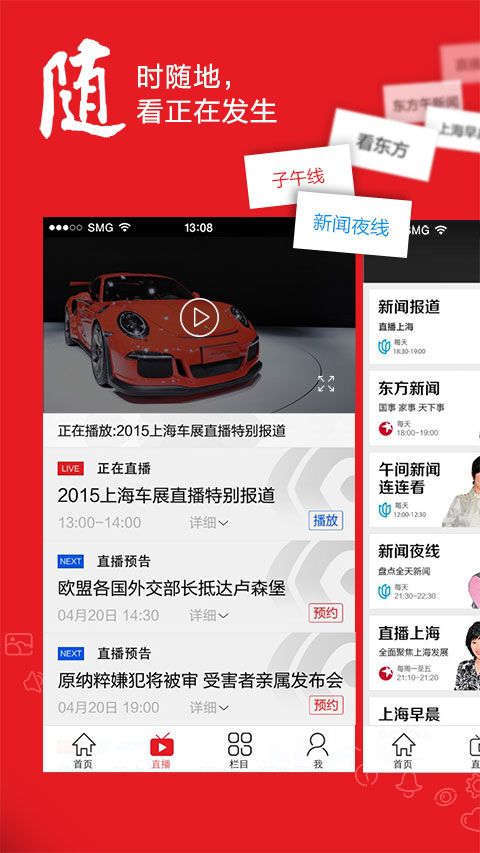 随
时随地，
看正在发生
东方午新闻
上海早晨
看东方
子午线
新闻夜线
SMG
13:08
正在播放:2015上海车展直播特别报道
LIVE 正在直播
2015上海车展直播特别报道
13:00-14:00 详细 播放
NEXT 直播预告
欧盟各国外交部长抵达卢森堡
04月20日 14:30 详细 预约
NEXT 直播预告
原纳粹嫌犯将被审 受害者亲属发布会
04月20日 19:00 详细 预约
首页
直播
栏目
我
SMG
新闻报道
直播上海
每天
18:30-19:00
东方新闻
国事 家事 天下事
每天
18:00-19:00
午间新闻
连连看
每天
12:00-12:30
新闻夜线
盘点全天新闻
每天
21:30-22:30
直播上海
全面聚焦上海发展
每周一至五
21:10-21:20
上海早晨
首页